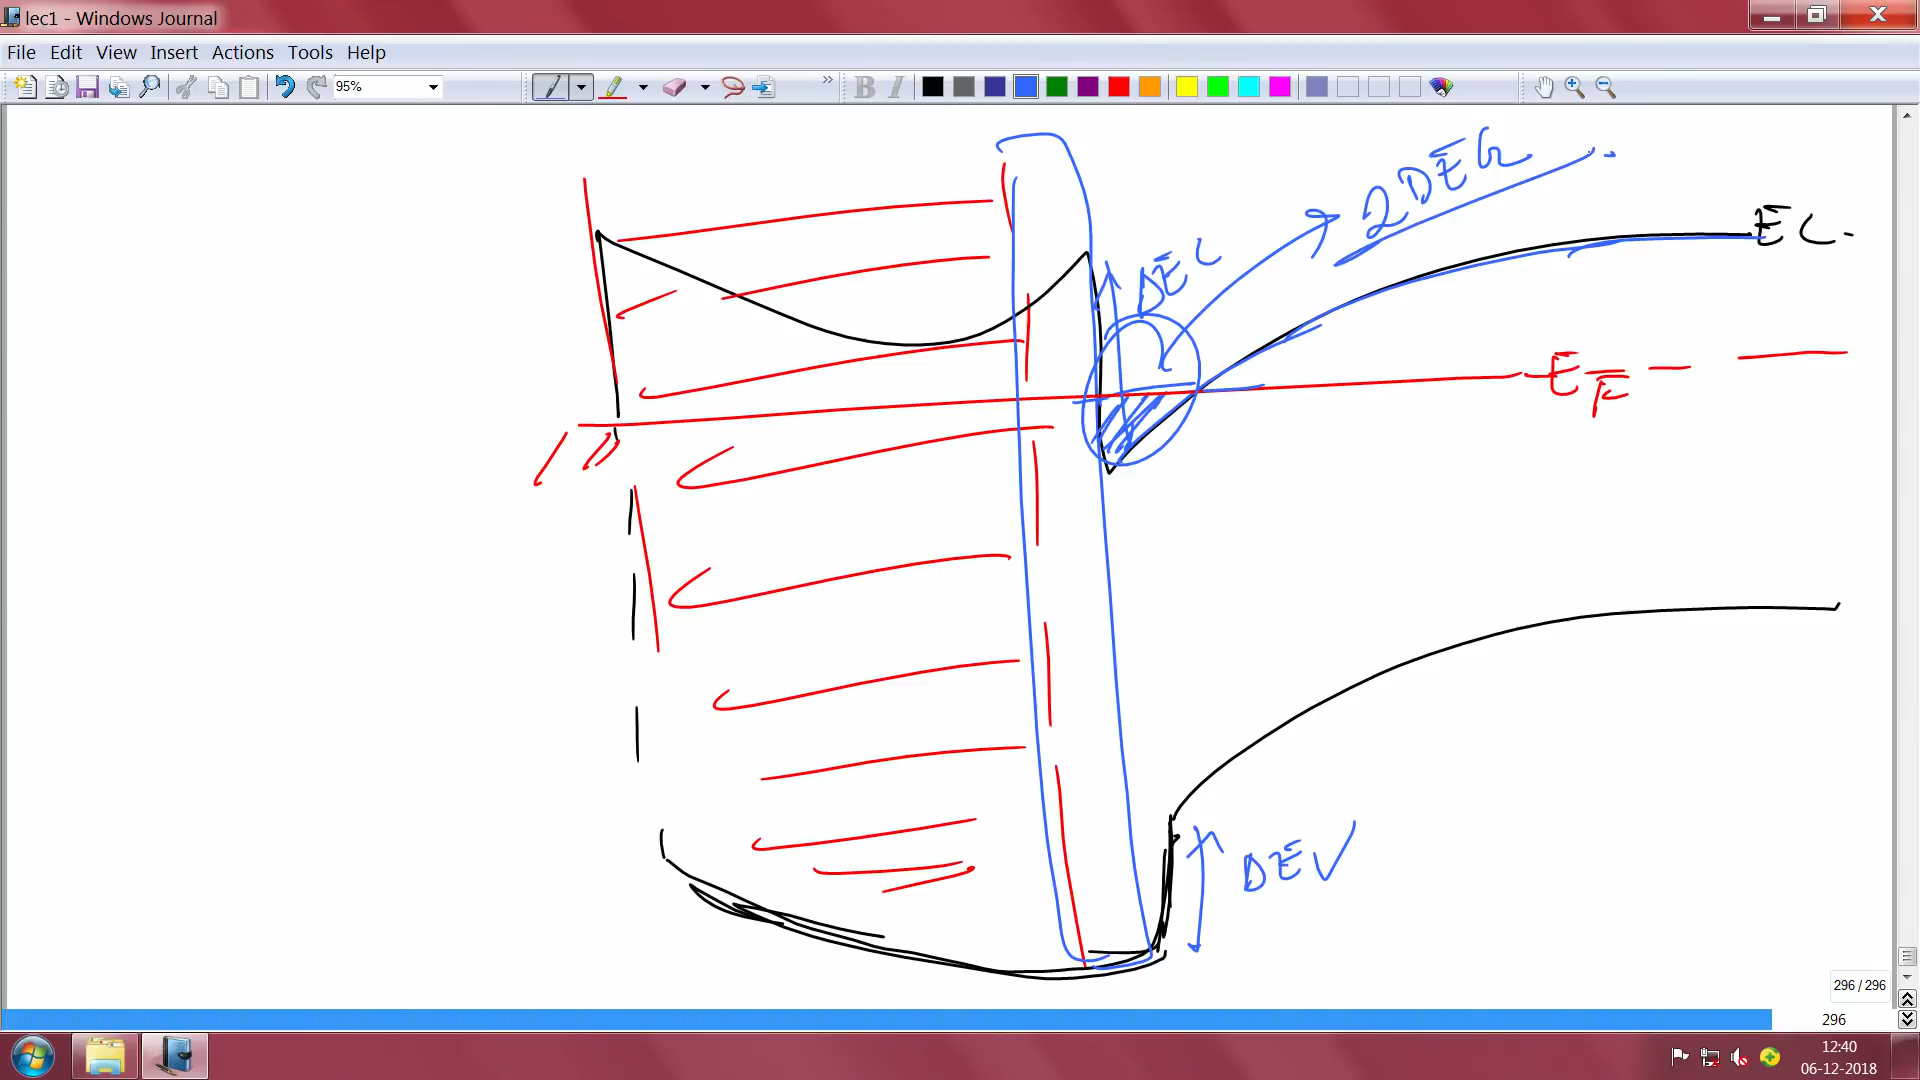 lec1 - Windows Journal
File Edit View Insert Actions Tools Help
95%
B I
2DEG
EC
ΔEC
EF
ΔEV
296 / 296
296
12:40
06-12-2018